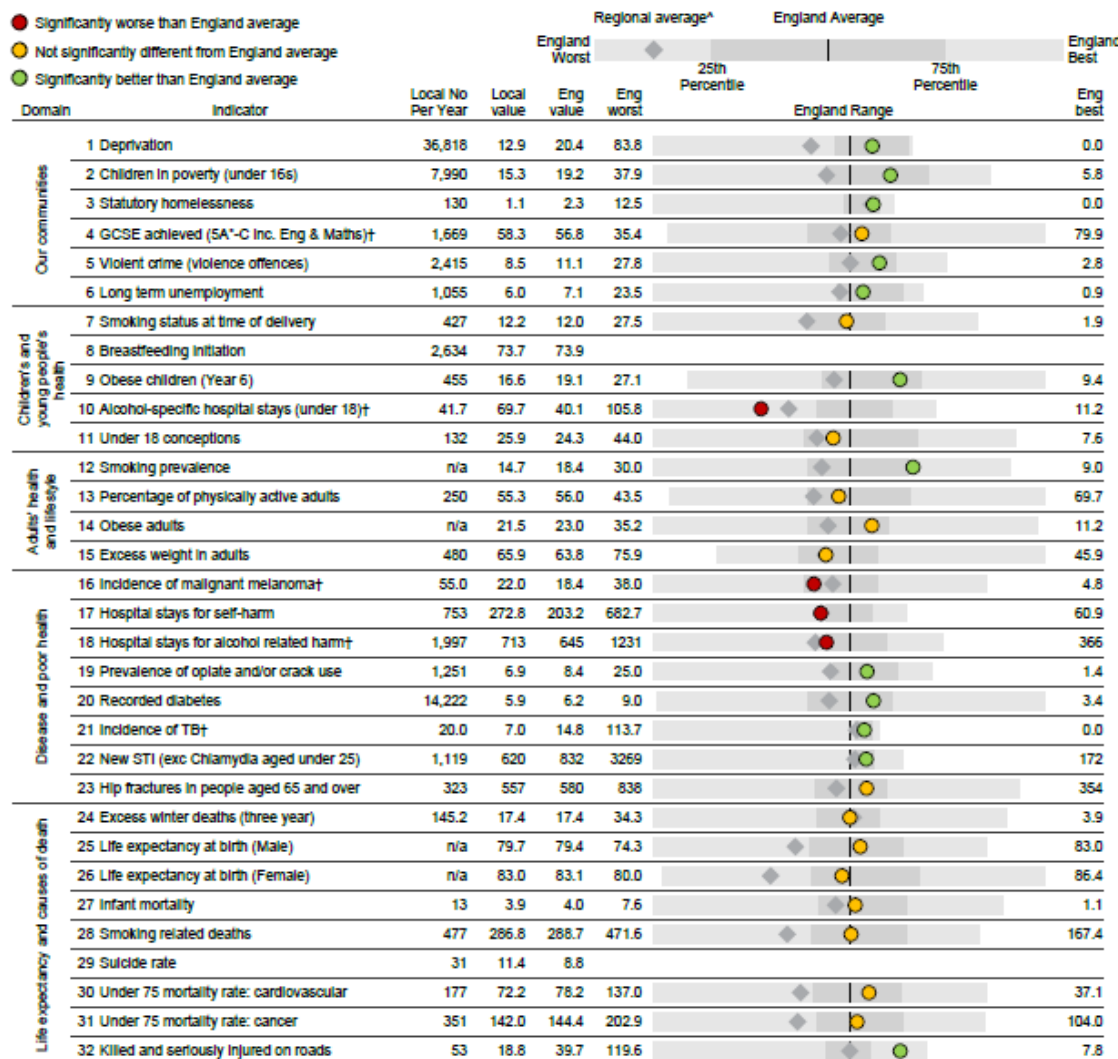 Significantly worse than England average
Not significantly different from England average
Significantly better than England average
Regional average^ England Average
England Worst England Best
25th Percentile 75th Percentile
Domain Indicator Local No Per Year Local value Eng value Eng worst England Range Eng best
Our communities
1 Deprivation 36,818 12.9 20.4 83.8 0.0
2 Children in poverty (under 16s) 7,990 15.3 19.2 37.9 5.8
3 Statutory homelessness 130 1.1 2.3 12.5 0.0
4 GCSE achieved (5A*-C inc. Eng & Maths)† 1,669 58.3 56.8 35.4 79.9
5 Violent crime (violence offences) 2,415 8.5 11.1 27.8 2.8
6 Long term unemployment 1,055 6.0 7.1 23.5 0.9
Children's and young people's health
7 Smoking status at time of delivery 427 12.2 12.0 27.5 1.9
8 Breastfeeding initiation 2,634 73.7 73.9
9 Obese children (Year 6) 455 16.6 19.1 27.1 9.4
10 Alcohol-specific hospital stays (under 18)† 41.7 69.7 40.1 105.8 11.2
11 Under 18 conceptions 132 25.9 24.3 44.0 7.6
Adults' health and lifestyle
12 Smoking prevalence n/a 14.7 18.4 30.0 9.0
13 Percentage of physically active adults 250 55.3 56.0 43.5 69.7
14 Obese adults n/a 21.5 23.0 35.2 11.2
15 Excess weight in adults 480 65.9 63.8 75.9 45.9
Disease and poor health
16 Incidence of malignant melanoma† 55.0 22.0 18.4 38.0 4.8
17 Hospital stays for self-harm 753 272.8 203.2 682.7 60.9
18 Hospital stays for alcohol related harm† 1,997 713 645 1231 366
19 Prevalence of opiate and/or crack use 1,251 6.9 8.4 25.0 1.4
20 Recorded diabetes 14,222 5.9 6.2 9.0 3.4
21 Incidence of TB† 20.0 7.0 14.8 113.7 0.0
22 New STI (exc Chlamydia aged under 25) 1,119 620 832 3269 172
23 Hip fractures in people aged 65 and over 323 557 580 838 354
Life expectancy and causes of death
24 Excess winter deaths (three year) 145.2 17.4 17.4 34.3 3.9
25 Life expectancy at birth (Male) n/a 79.7 79.4 74.3 83.0
26 Life expectancy at birth (Female) n/a 83.0 83.1 80.0 86.4
27 Infant mortality 13 3.9 4.0 7.6 1.1
28 Smoking related deaths 477 286.8 288.7 471.6 167.4
29 Suicide rate 31 11.4 8.8
30 Under 75 mortality rate: cardiovascular 177 72.2 78.2 137.0 37.1
31 Under 75 mortality rate: cancer 351 142.0 144.4 202.9 104.0
32 Killed and seriously injured on roads 53 18.8 39.7 119.6 7.8